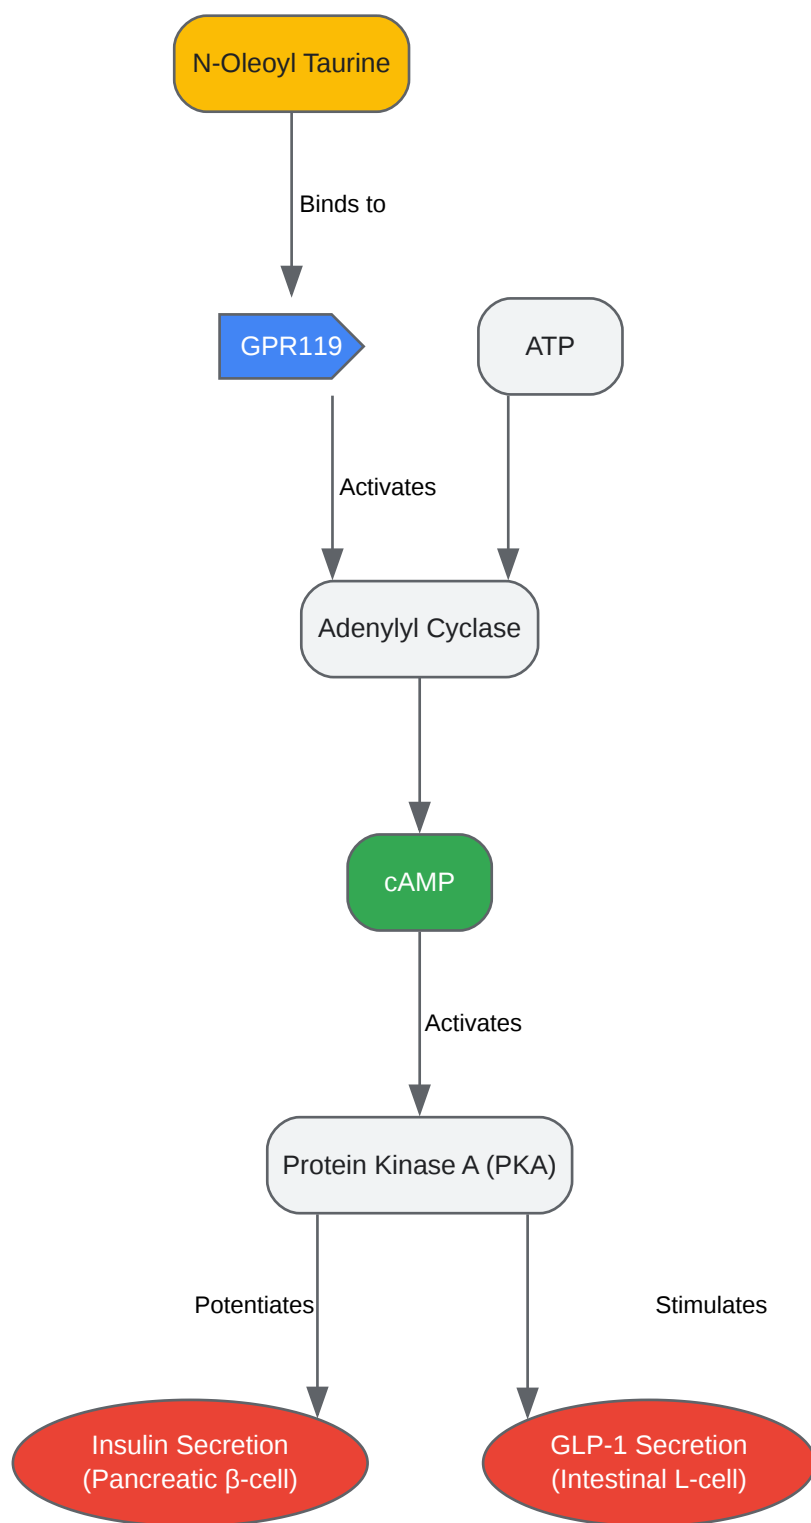 N-Oleoyl Taurine
Binds to
GPR119
ATP
Activates
Adenylyl Cyclase
cAMP
Activates
Protein Kinase A (PKA)
Potentiates
Stimulates
Insulin Secretion
(Pancreatic β-cell)
GLP-1 Secretion
(Intestinal L-cell)